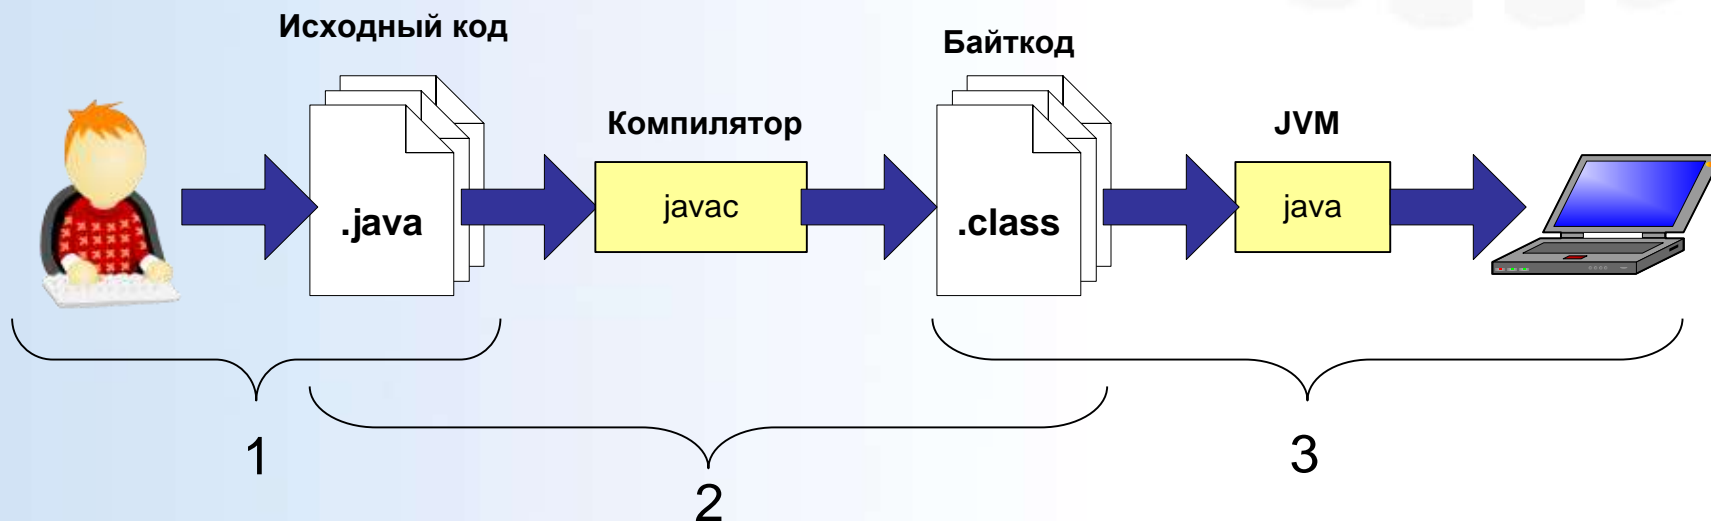 Исходный код
Байткод
Компилятор
JVM
.java
javac
.class
java
1
2
3